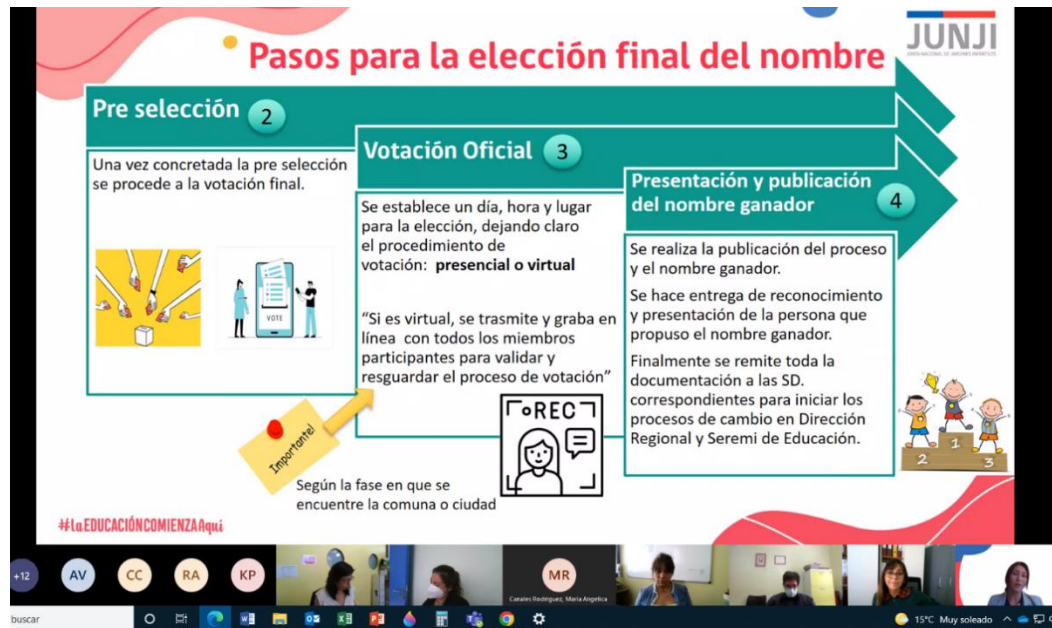 JUNJI
Pasos para la elección final del nombre
Pre selección 2
Una vez concretada la pre selección
se procede a la votación final.
VOTE
Votación Oficial 3
Se establece un día, hora y lugar
para la elección, dejando claro
el procedimiento de
votación: presencial o virtual
“Si es virtual, se trasmite y graba en
línea con todos los miembros
participantes para validar y
resguardar el proceso de votación”
REC
Importante!
Según la fase en que se
encuentre la comuna o ciudad
Presentación y publicación
del nombre ganador 4
Se realiza la publicación del proceso
y el nombre ganador.
Se hace entrega de reconocimiento
y presentación de la persona que
propuso el nombre ganador.
Finalmente se remite toda la
documentación a las SD.
correspondientes para iniciar los
procesos de cambio en Dirección
Regional y Seremi de Educación.
2 1 3
#LaEDUCACIÓNCOMIENZAAquí
+12 AV CC RA KP MR
Canales Rodriguez, Maria Angelica
buscar
15°C Muy soleado